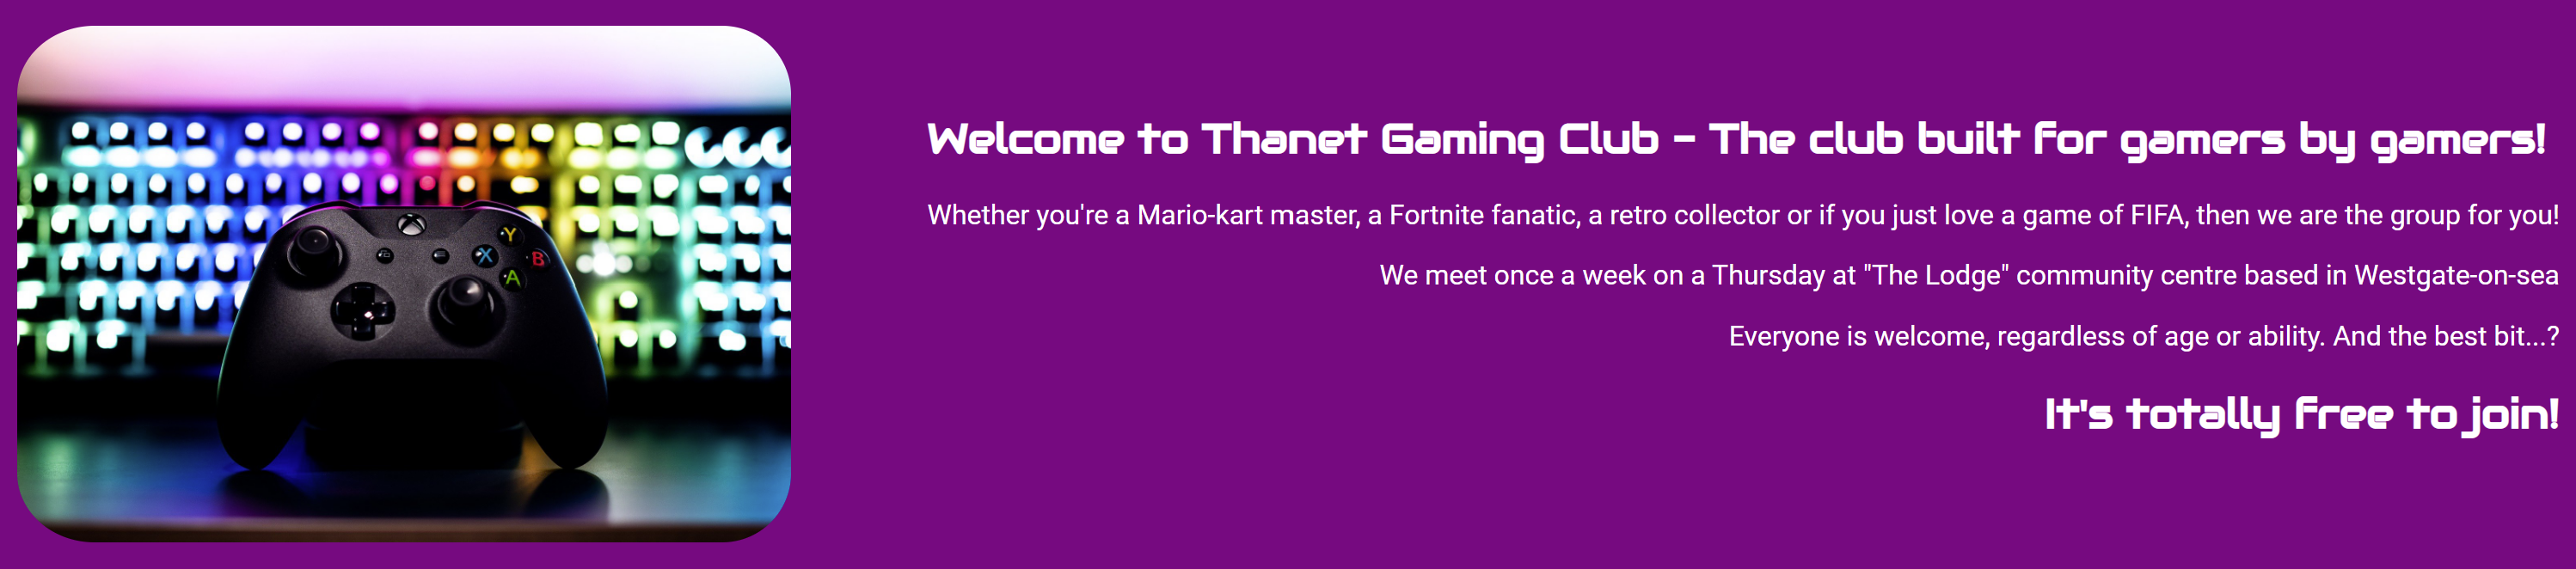 Welcome to Thanet Gaming Club - The club built for gamers by gamers!
Whether you're a Mario-kart master, a Fortnite fanatic, a retro collector or if you just love a game of FIFA, then we are the group for you!
We meet once a week on a Thursday at "The Lodge" community centre based in Westgate-on-sea
Everyone is welcome, regardless of age or ability. And the best bit...?
It's totally free to join!
Y
X
B
A